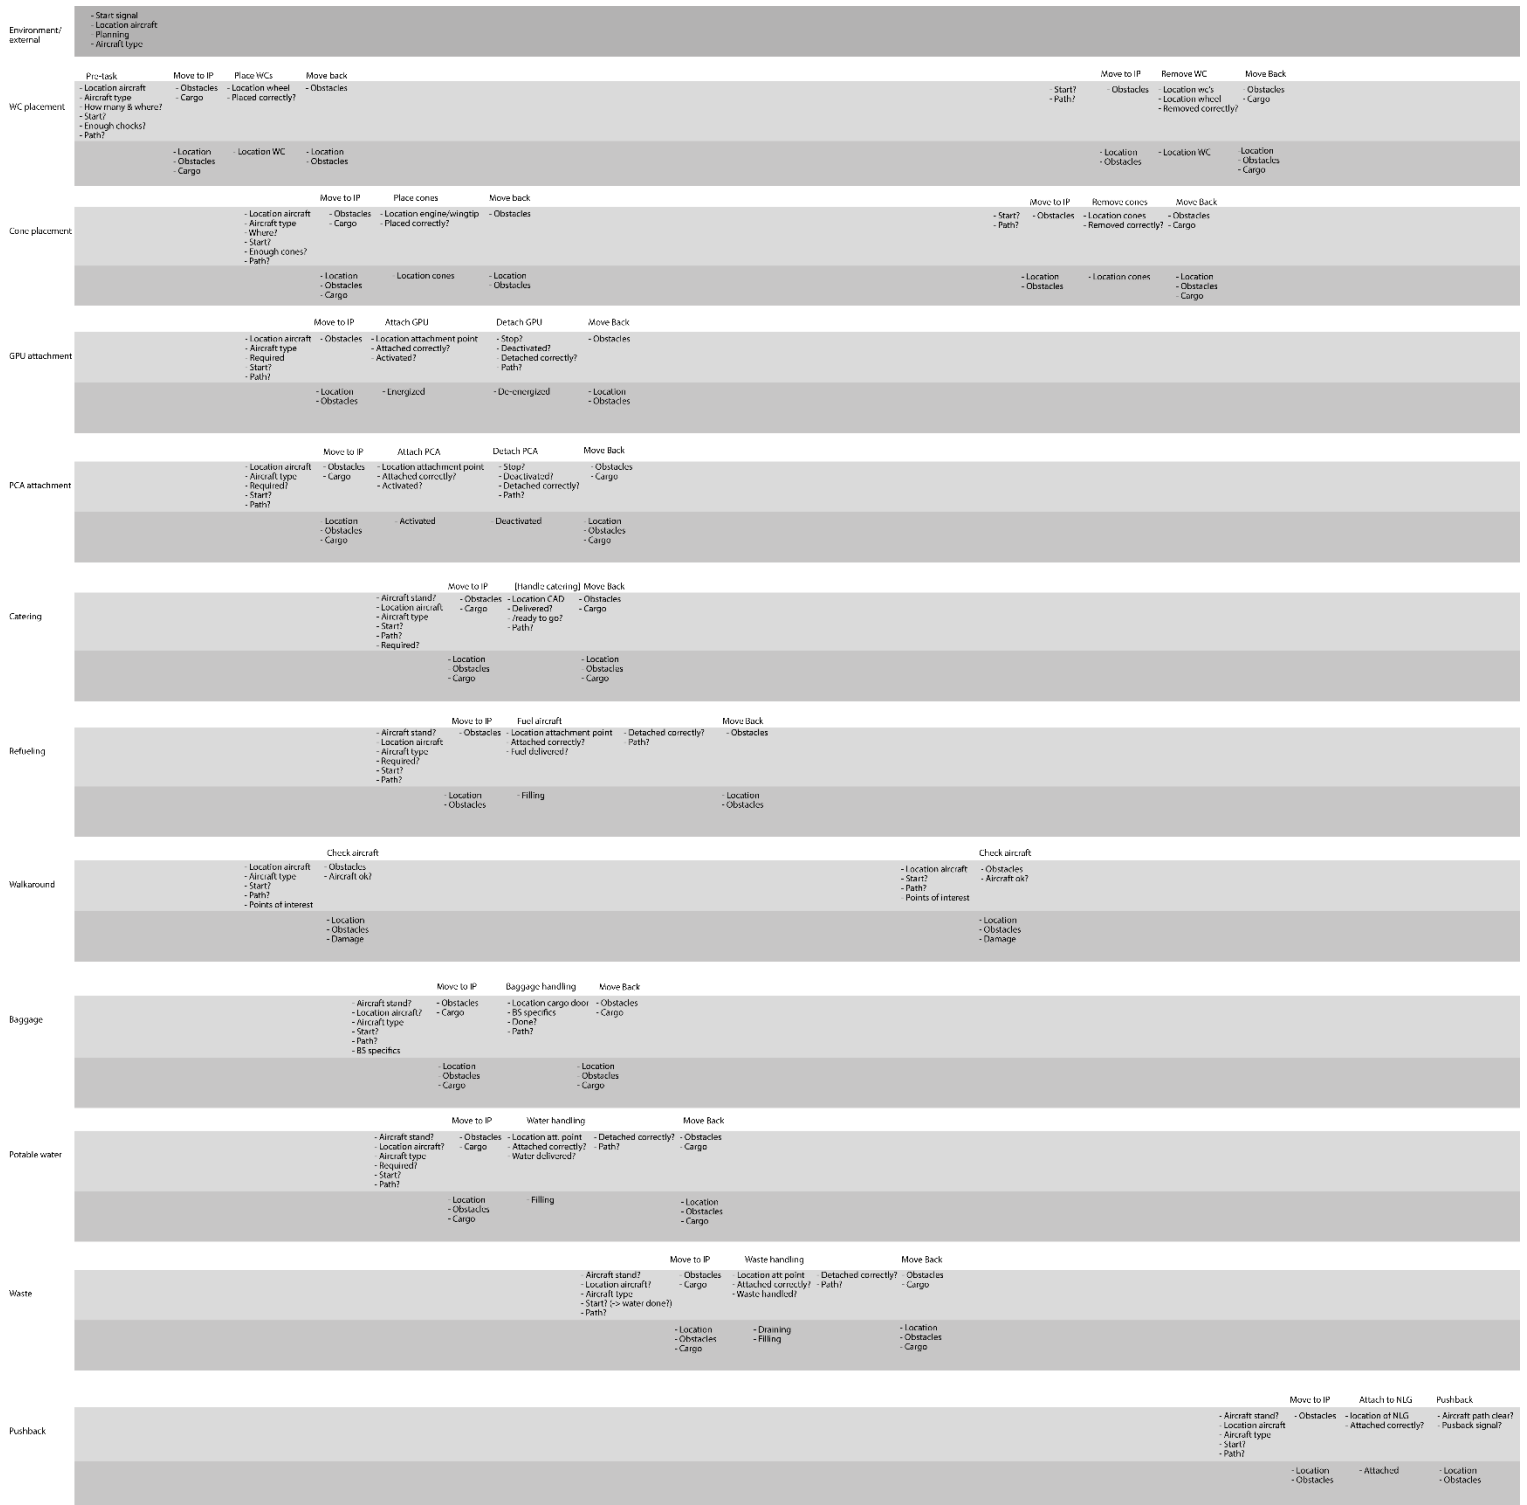 Environment/
external
- Start signal
- Location aircraft
- Planning
- Aircraft type
WC placement
Pre-task
- Location aircraft
- Aircraft type
- How many & where?
- Start?
- Enough chocks?
- Path?
Move to IP
- Obstacles
- Cargo
- Location
- Obstacles
- Cargo
Place WCs
- Location wheel
- Placed correctly?
- Location WC
Move back
- Obstacles
- Location
- Obstacles
- Start?
- Path?
Move to IP
- Obstacles
- Location
- Obstacles
Remove WC
- Location wc's
- Location wheel
- Removed correctly?
- Location WC
Move Back
- Obstacles
- Cargo
- Location
- Obstacles
- Cargo
Cone placement
- Location aircraft
- Aircraft type
- Where?
- Start?
- Enough cones?
- Path?
Move to IP
- Obstacles
- Cargo
- Location
- Obstacles
- Cargo
Place cones
- Location engine/wingtip
- Placed correctly?
- Location cones
Move back
- Obstacles
- Location
- Obstacles
- Start?
- Path?
Move to IP
- Obstacles
- Location
- Obstacles
Remove cones
- Location cones
- Removed correctly?
- Location cones
Move Back
- Obstacles
- Cargo
- Location
- Obstacles
- Cargo
GPU attachment
- Location aircraft
- Aircraft type
- Required
- Start?
- Path?
Move to IP
- Obstacles
- Location
- Obstacles
Attach GPU
- Location attachment point
- Attached correctly?
- Activated?
- Energized
Detach GPU
- Stop?
- Deactivated?
- Detached correctly?
- Path?
- De-energized
Move Back
- Obstacles
- Location
- Obstacles
PCA attachment
- Location aircraft
- Aircraft type
- Required?
- Start?
- Path?
Move to IP
- Obstacles
- Cargo
- Location
- Obstacles
- Cargo
Attach PCA
- Location attachment point
- Attached correctly?
- Activated?
- Activated
Detach PCA
- Stop?
- Deactivated?
- Detached correctly?
- Path?
- Deactivated
Move Back
- Obstacles
- Cargo
- Location
- Obstacles
- Cargo
Catering
- Aircraft stand?
- Location aircraft
- Aircraft type
- Start?
- Path?
- Required?
Move to IP
- Obstacles
- Cargo
- Location
- Obstacles
- Cargo
[Handle catering]
- Location CAD
- Delivered?
- /ready to go?
- Path?
Move Back
- Obstacles
- Cargo
- Location
- Obstacles
- Cargo
Refueling
- Aircraft stand?
- Location aircraft
- Aircraft type
- Required?
- Start?
- Path?
Move to IP
- Obstacles
- Location
- Obstacles
Fuel aircraft
- Location attachment point
- Attached correctly?
- Fuel delivered?
- Filling
- Detached correctly?
- Path?
Move Back
- Obstacles
- Location
- Obstacles
Walkaround
- Location aircraft
- Aircraft type
- Start?
- Path?
- Points of interest
Check aircraft
- Obstacles
- Aircraft ok?
- Location
- Obstacles
- Damage
- Location aircraft
- Start?
- Path?
- Points of interest
Check aircraft
- Obstacles
- Aircraft ok?
- Location
- Obstacles
- Damage
Baggage
- Aircraft stand?
- Location aircraft?
- Aircraft type
- Start?
- Path?
- BS specifics
Move to IP
- Obstacles
- Cargo
- Location
- Obstacles
- Cargo
Baggage handling
- Location cargo door
- BS specifics
- Done?
- Path?
Move Back
- Obstacles
- Cargo
- Location
- Obstacles
- Cargo
Potable water
- Aircraft stand?
- Location aircraft?
- Aircraft type
- Required?
- Start?
- Path?
Move to IP
- Obstacles
- Cargo
- Location
- Obstacles
- Cargo
Water handling
- Location att. point
- Attached correctly?
- Water delivered?
- Filling
- Detached correctly?
- Path?
Move Back
- Obstacles
- Cargo
- Location
- Obstacles
- Cargo
Waste
- Aircraft stand?
- Location aircraft?
- Aircraft type
- Start? (-> water done?)
- Path?
Move to IP
- Obstacles
- Cargo
- Location
- Obstacles
- Cargo
Waste handling
- Location att point
- Attached correctly?
- Waste handled?
- Draining
- Filling
- Detached correctly?
- Path?
Move Back
- Obstacles
- Cargo
- Location
- Obstacles
- Cargo
Pushback
- Aircraft stand?
- Location aircraft
- Aircraft type
- Start?
- Path?
Move to IP
- Obstacles
- Location
- Obstacles
Attach to NLG
- location of NLG
- Attached correctly?
- Attached
Pushback
- Aircraft path clear?
- Pusback signal?
- Location
- Obstacles